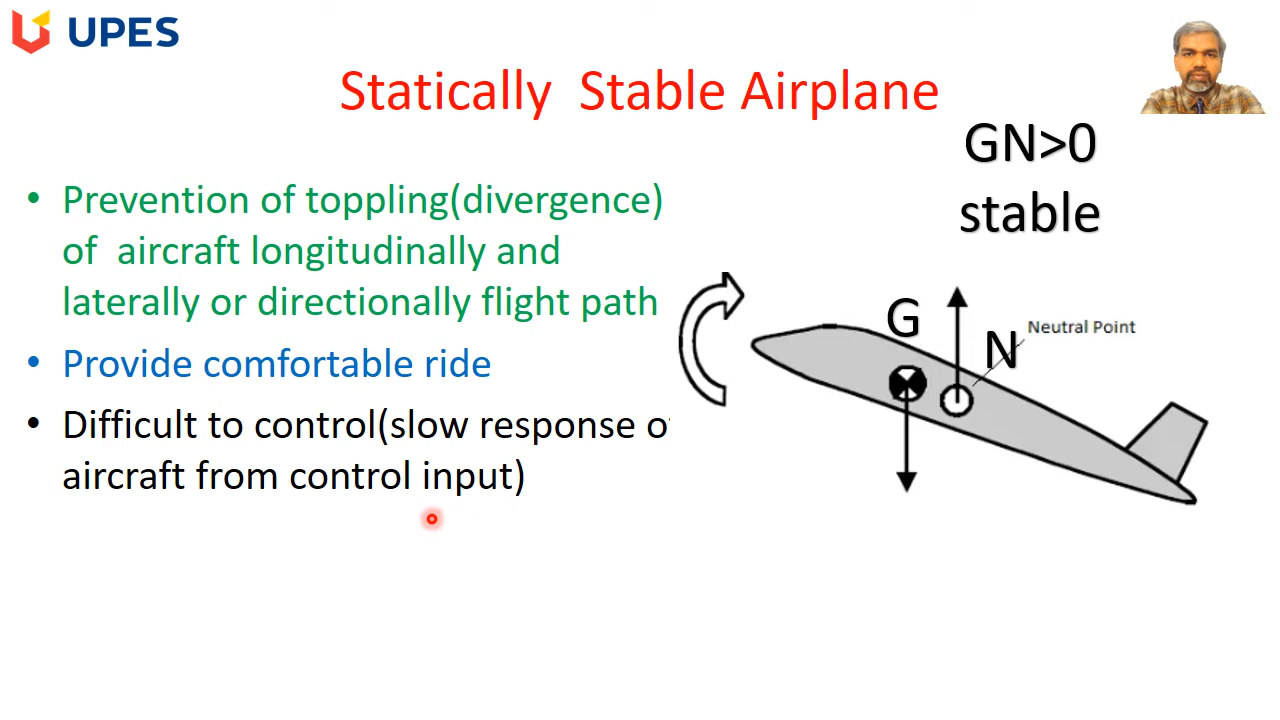 UPES
Statically Stable Airplane
GN>0
stable
• Prevention of toppling(divergence)
of aircraft longitudinally and
laterally or directionally flight path
• Provide comfortable ride
• Difficult to control(slow response o
aircraft from control input)
G
N
Neutral Point